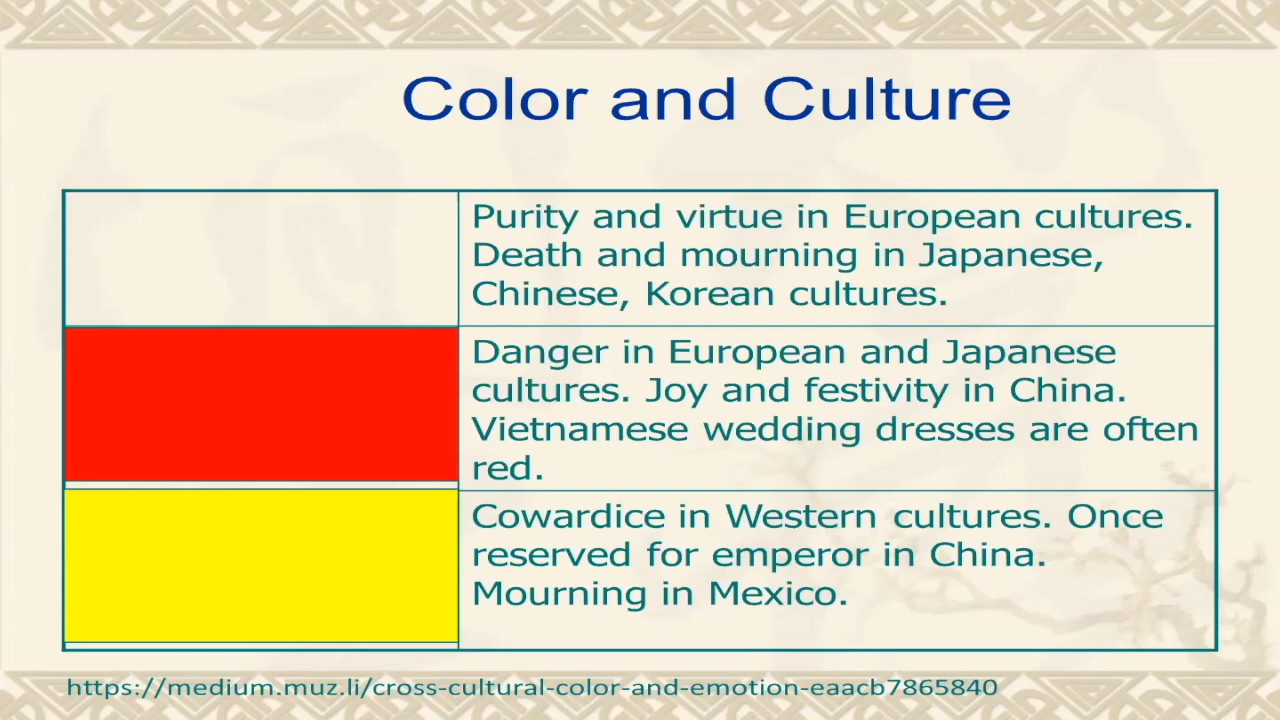 Color and Culture
Purity and virtue in European cultures.
Death and mourning in Japanese,
Chinese, Korean cultures.
Danger in European and Japanese
cultures. Joy and festivity in China.
Vietnamese wedding dresses are often
red.
Cowardice in Western cultures. Once
reserved for emperor in China.
Mourning in Mexico.
https://medium.muz.li/cross-cultural-color-and-emotion-eaacb7865840